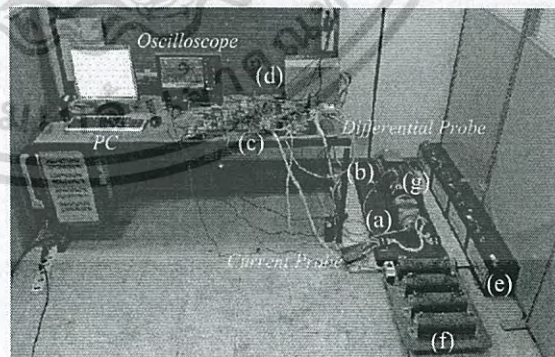 Oscilloscope
(d)
PC
(c)
Differential Probe
(b)
(g)
(a)
Current Probe
(e)
(f)